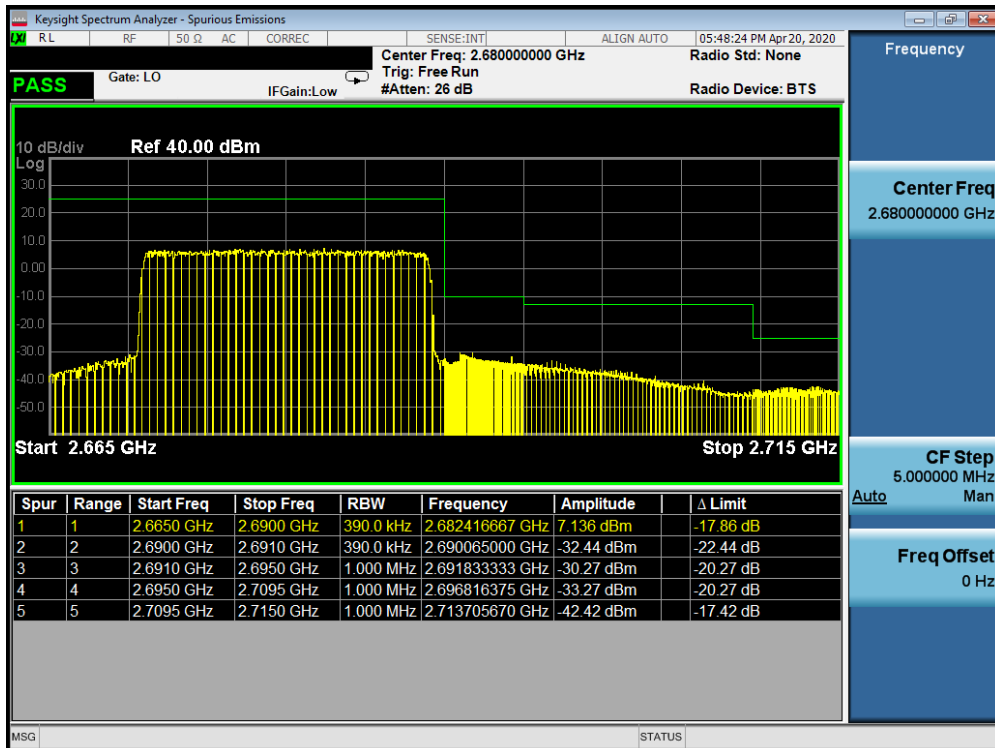 Keysight Spectrum Analyzer - Spurious Emissions
LXI RL RF 50 Ω AC CORREC SENSE:INT ALIGN AUTO 05:48:24 PM Apr 20, 2020
Frequency
Center Freq: 2.680000000 GHz Radio Std: None
PASS Gate: LO Trig: Free Run
IFGain:Low #Atten: 26 dB Radio Device: BTS
10 dB/div Ref 40.00 dBm
Log
30.0
20.0
10.0
0.00
-10.0
-20.0
-30.0
-40.0
-50.0
Start 2.665 GHz Stop 2.715 GHz
Spur Range Start Freq Stop Freq RBW Frequency Amplitude Δ Limit
1 1 2.6650 GHz 2.6900 GHz 390.0 kHz 2.682416667 GHz 7.136 dBm -17.86 dB
2 2 2.6900 GHz 2.6910 GHz 390.0 kHz 2.690065000 GHz -32.44 dBm -22.44 dB
3 3 2.6910 GHz 2.6950 GHz 1.000 MHz 2.691833333 GHz -30.27 dBm -20.27 dB
4 4 2.6950 GHz 2.7095 GHz 1.000 MHz 2.696816375 GHz -33.27 dBm -20.27 dB
5 5 2.7095 GHz 2.7150 GHz 1.000 MHz 2.713705670 GHz -42.42 dBm -17.42 dB
Center Freq
2.680000000 GHz
CF Step
5.000000 MHz
Auto Man
Freq Offset
0 Hz
MSG STATUS